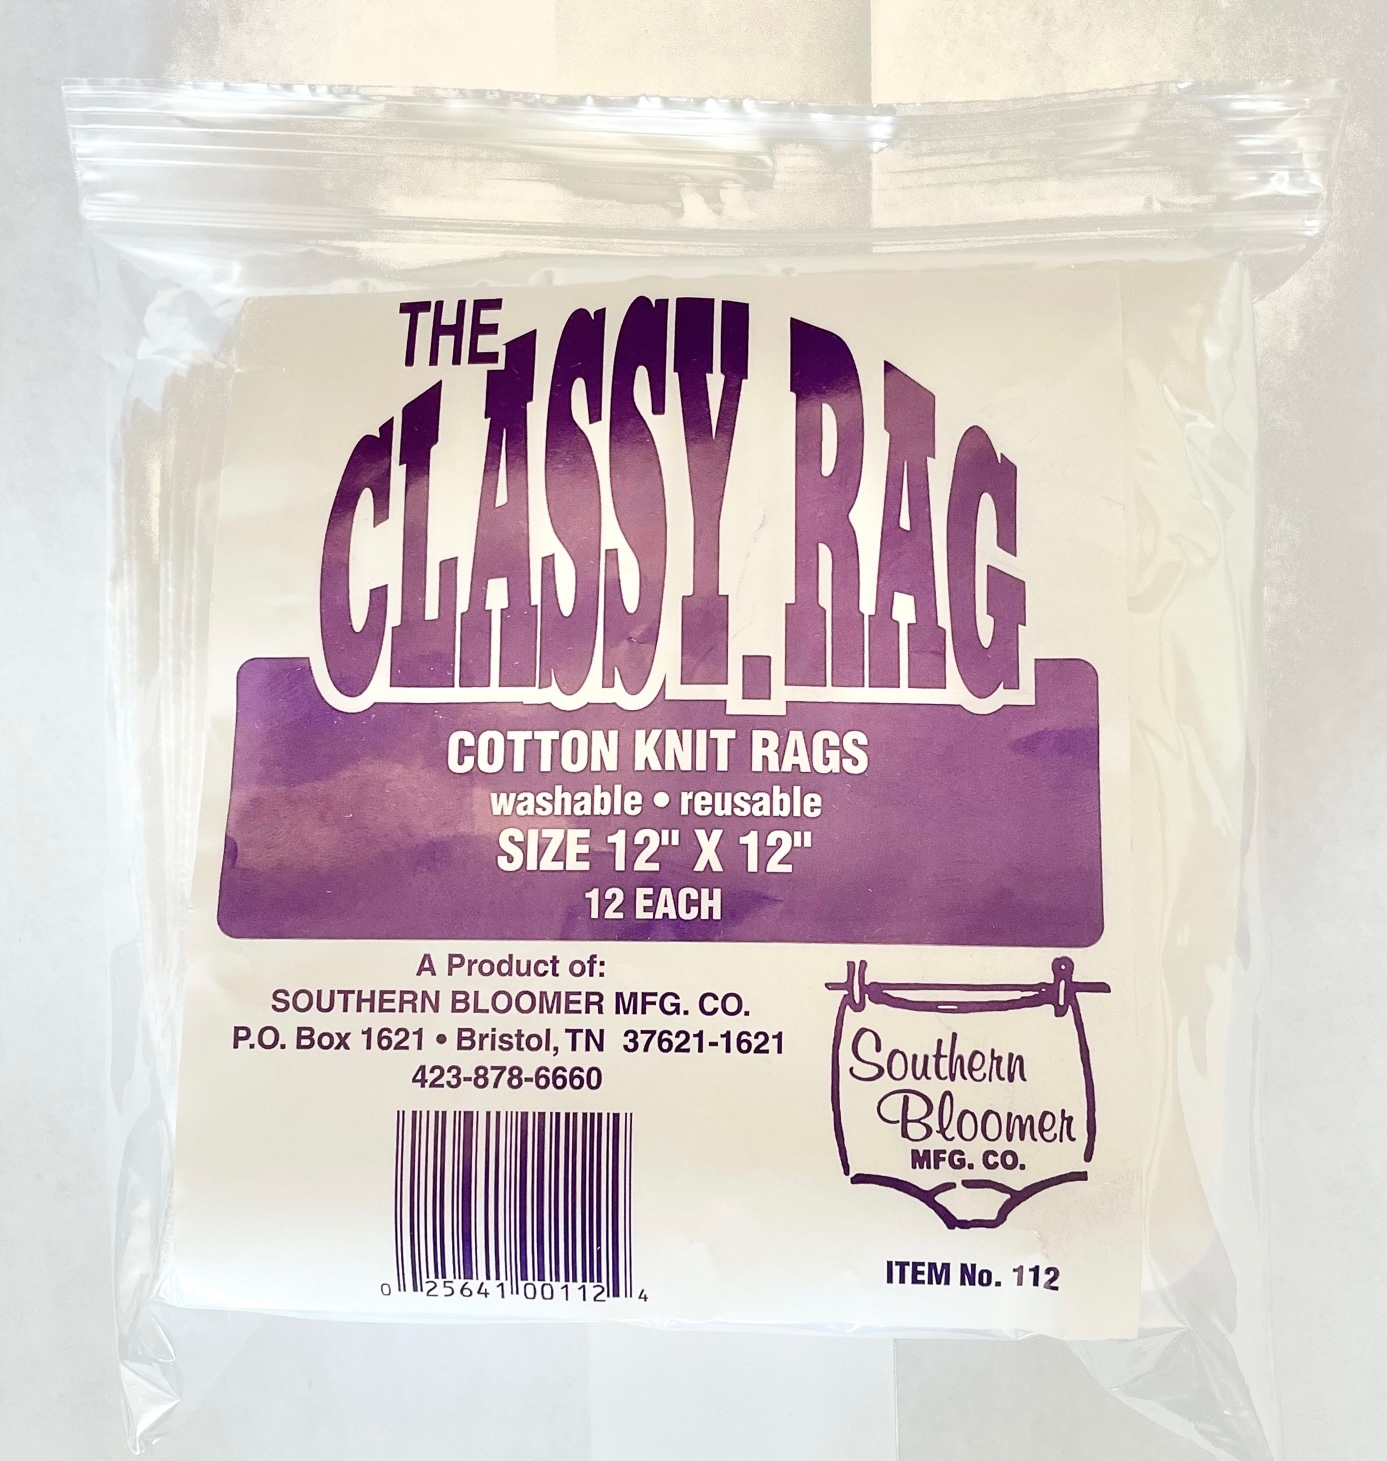 THE
CLASSY.RAG
COTTON KNIT RAGS
washable • reusable
SIZE 12" X 12"
12 EACH
A Product of:
SOUTHERN BLOOMER MFG. CO.
P.O. Box 1621 • Bristol, TN 37621-1621
423-878-6660
0 25641 00112 4
Southern
Bloomer
MFG. CO.
ITEM No. 112